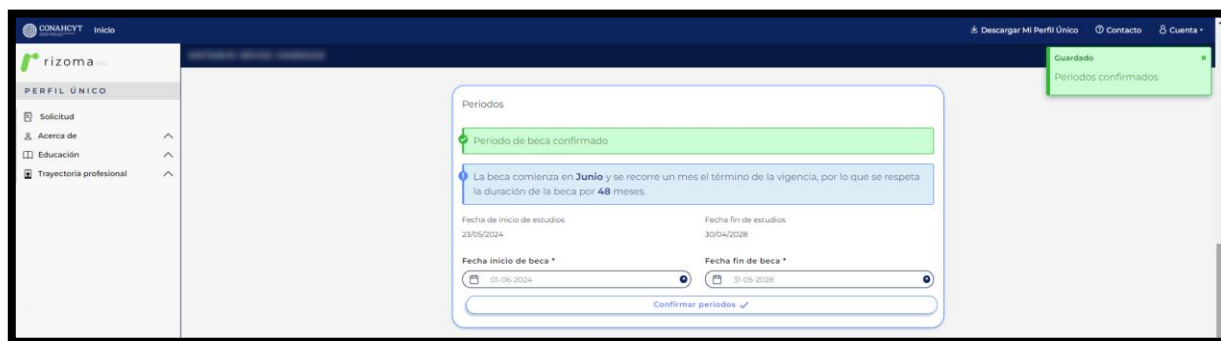 CONAHCYT Inicio
Descargar Mi Perfil Único Contacto Cuenta
rizoma
PERFIL ÚNICO
Solicitud
Acerca de
Educación
Trayectoria profesional
Guardado ×
Periodos confirmados
Periodos
Periodo de beca confirmado
La beca comienza en Junio y se recorre un mes el término de la vigencia, por lo que se respeta
la duración de la beca por 48 meses.
Fecha de inicio de estudios Fecha fin de estudios
23/05/2024 30/04/2028
Fecha inicio de beca * Fecha fin de beca *
01-06-2024 31-05-2028
Confirmar periodos